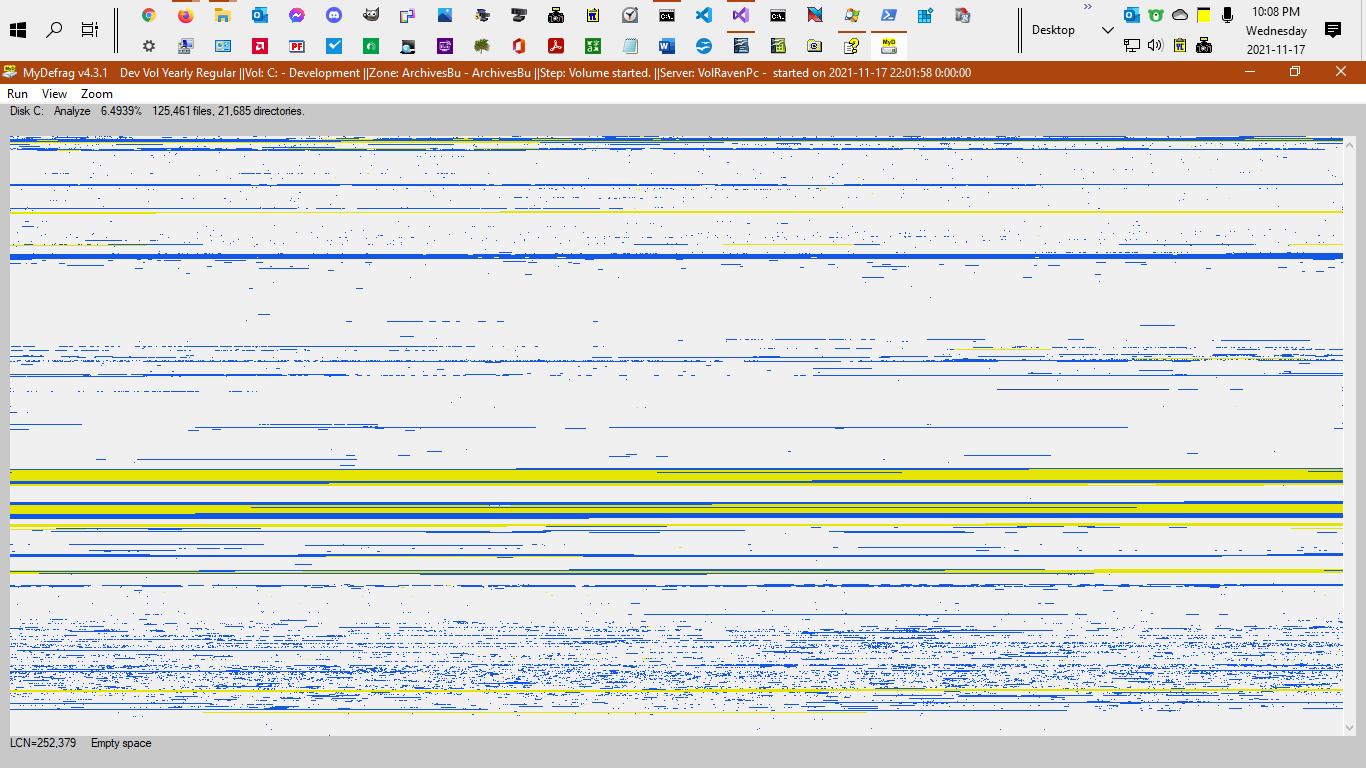 10:08 PM
Desktop
Wednesday
2021-11-17
MyDefrag v4.3.1 Dev Vol Yearly Regular ||Vol: C: - Development ||Zone: ArchivesBu - ArchivesBu ||Step: Volume started. ||Server: VolRavenPc - started on 2021-11-17 22:01:58 0:00:00
Run View Zoom
Disk C: Analyze 6.4939% 125,461 files, 21,685 directories.
LCN=252,379 Empty space